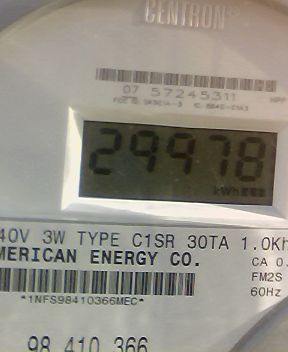 CENTRON®
07 57245311
29978
kWh
40V 3W TYPE C1SR 30TA 1.0Kh
MERICAN ENERGY CO.
CA 0.
FM2S
*1NFS98410366MEC*
60Hz
98 410 366